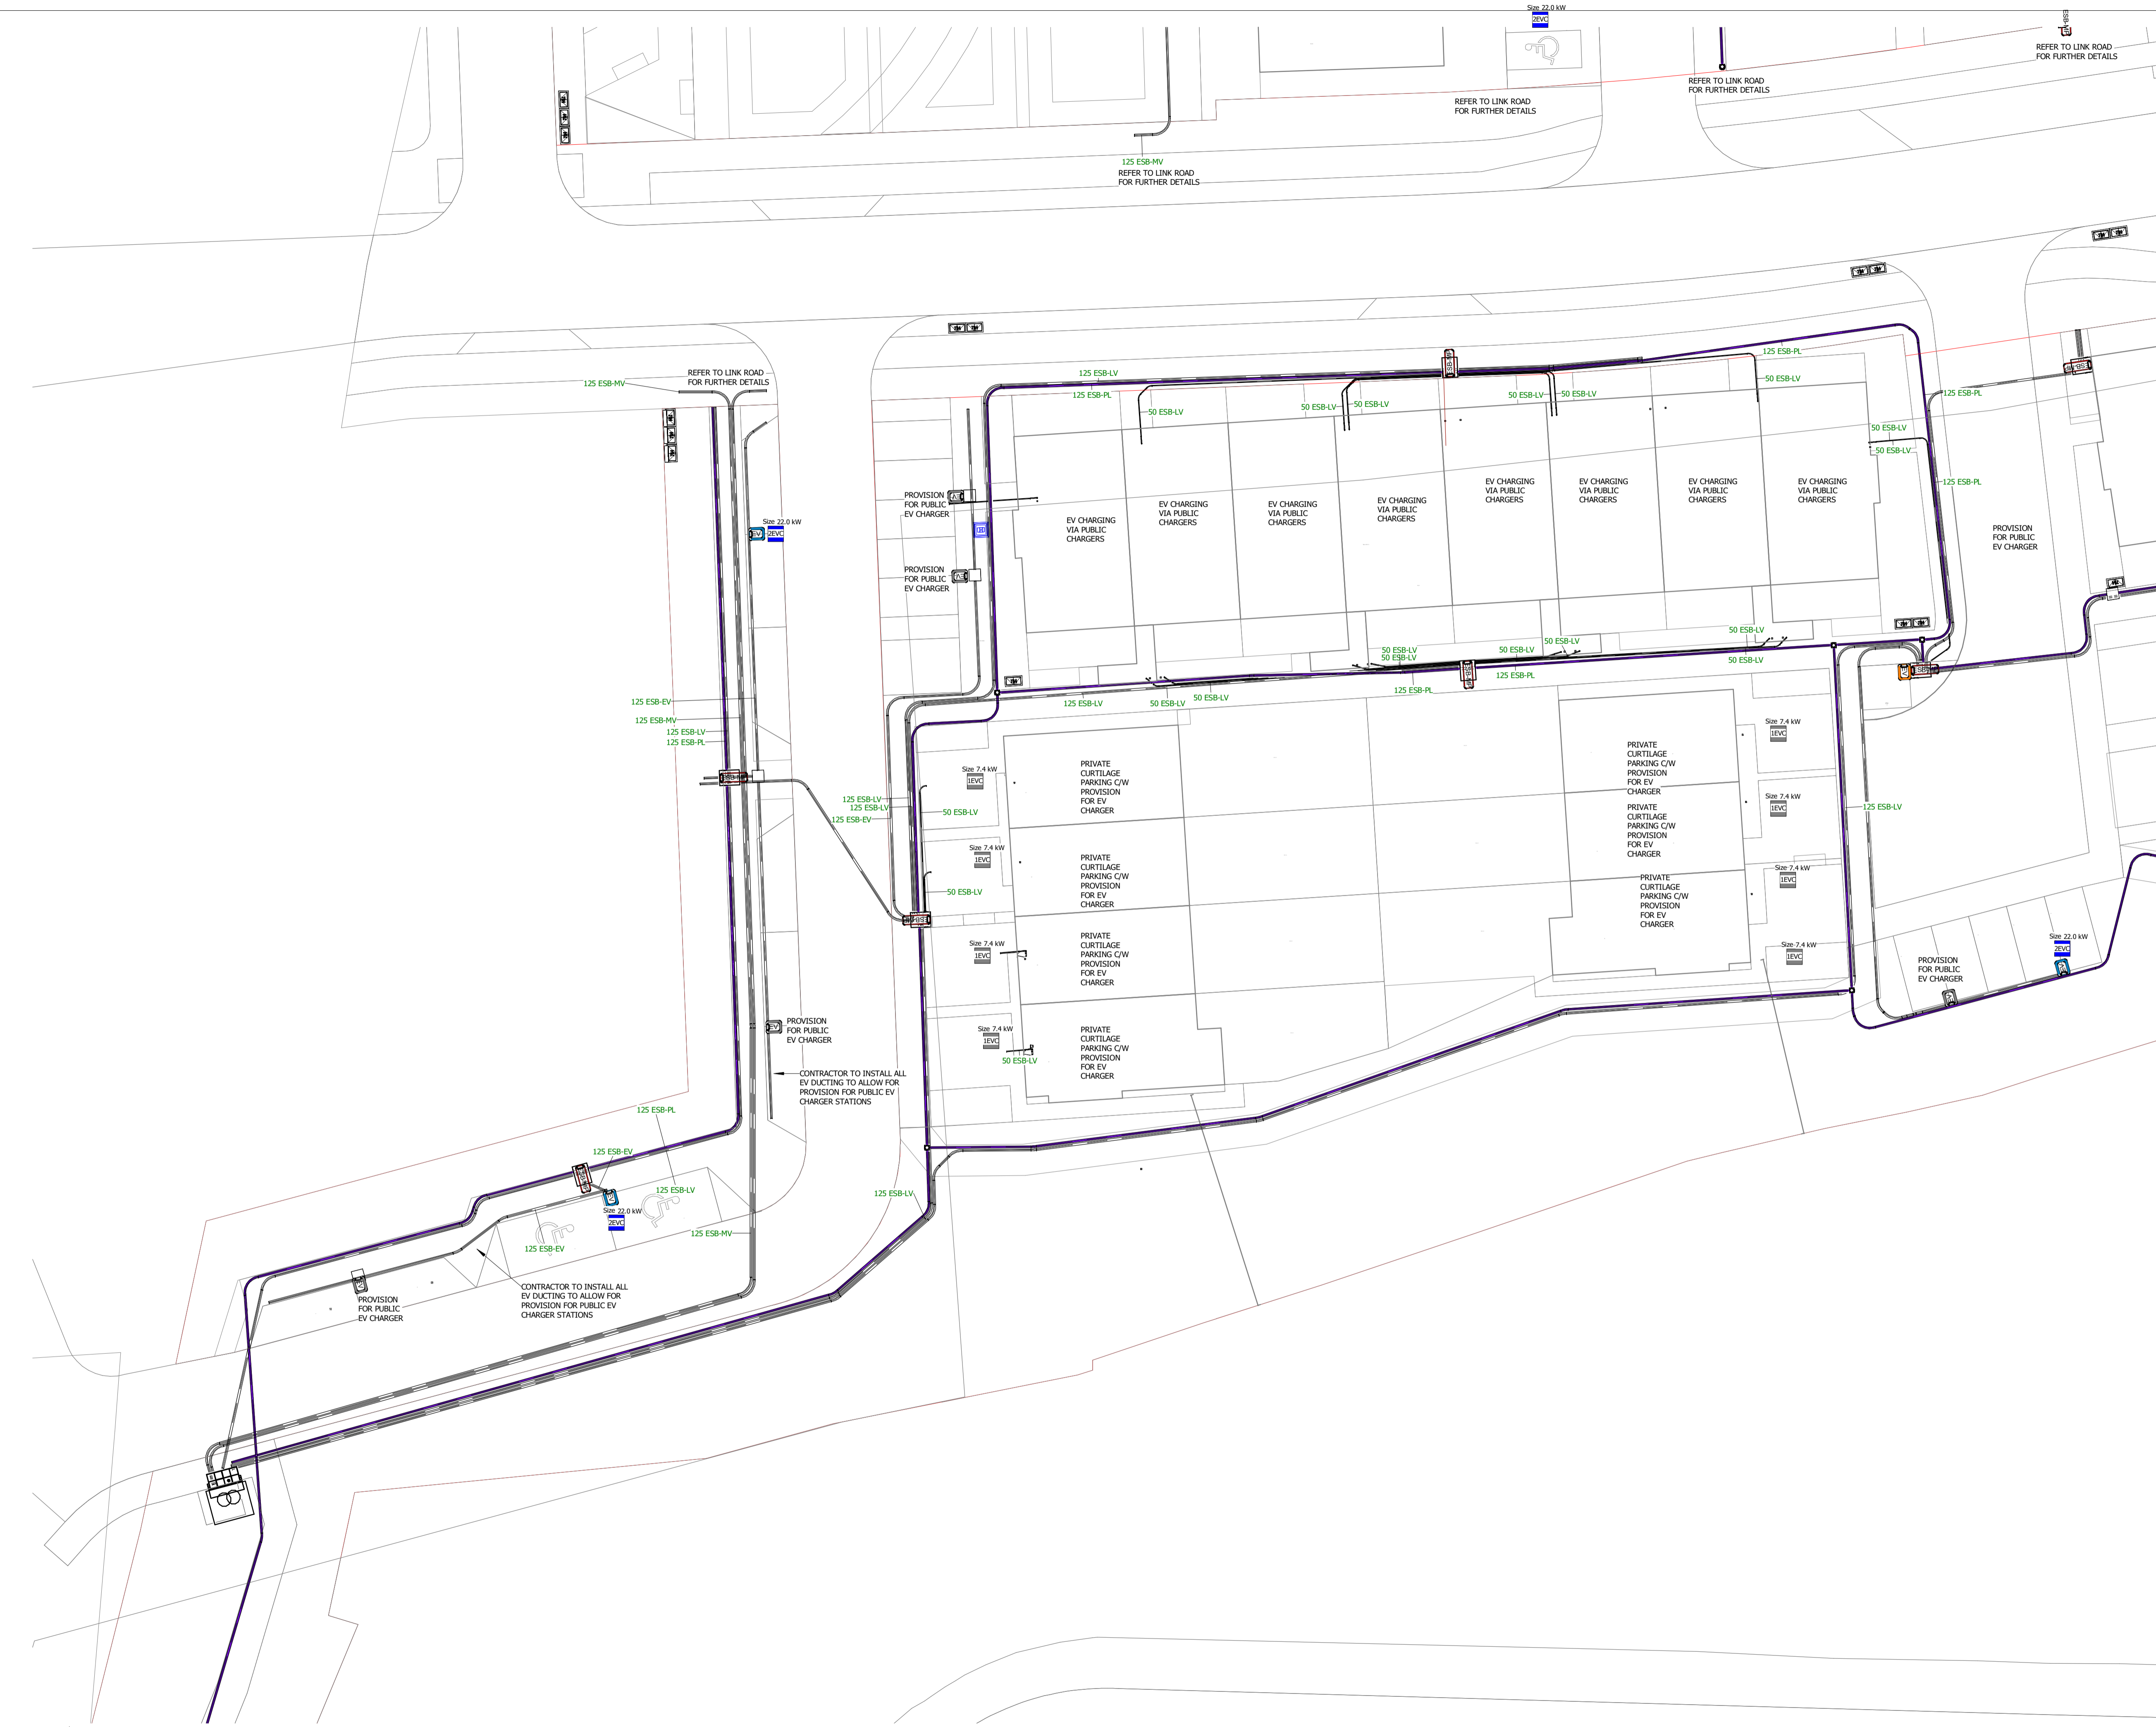 Size 22.0 kW
2EVC
REFER TO LINK ROAD
FOR FURTHER DETAILS
REFER TO LINK ROAD
FOR FURTHER DETAILS
REFER TO LINK ROAD
FOR FURTHER DETAILS
125 ESB-MV
REFER TO LINK ROAD
FOR FURTHER DETAILS
REFER TO LINK ROAD
FOR FURTHER DETAILS
125 ESB-MV
125 ESB-LV
125 ESB-PL
50 ESB-LV
50 ESB-LV
50 ESB-LV
50 ESB-LV
50 ESB-LV
125 ESB-PL
50 ESB-LV
125 ESB-PL
50 ESB-LV
50 ESB-LV
125 ESB-PL
PROVISION
FOR PUBLIC
EV CHARGER
PROVISION
FOR PUBLIC
EV CHARGER
Size 22.0 kW
EV
2EVC
EV CHARGING
VIA PUBLIC
CHARGERS
EV CHARGING
VIA PUBLIC
CHARGERS
EV CHARGING
VIA PUBLIC
CHARGERS
EV CHARGING
VIA PUBLIC
CHARGERS
EV CHARGING
VIA PUBLIC
CHARGERS
EV CHARGING
VIA PUBLIC
CHARGERS
EV CHARGING
VIA PUBLIC
CHARGERS
EV CHARGING
VIA PUBLIC
CHARGERS
PROVISION
FOR PUBLIC
EV CHARGER
50 ESB-LV
50 ESB-LV
50 ESB-LV
50 ESB-LV
50 ESB-LV
50 ESB-LV
125 ESB-PL
125 ESB-PL
125 ESB-LV
50 ESB-LV
50 ESB-LV
125 ESB-EV
125 ESB-MV
125 ESB-LV
125 ESB-PL
125 ESB-LV
125 ESB-LV
125 ESB-EV
50 ESB-LV
50 ESB-LV
Size 7.4 kW
1EVC
Size 7.4 kW
1EVC
Size 7.4 kW
1EVC
Size 7.4 kW
1EVC
50 ESB-LV
PRIVATE
CURTILAGE
PARKING C/W
PROVISION
FOR EV
CHARGER
PRIVATE
CURTILAGE
PARKING C/W
PROVISION
FOR EV
CHARGER
PRIVATE
CURTILAGE
PARKING C/W
PROVISION
FOR EV
CHARGER
PRIVATE
CURTILAGE
PARKING C/W
PROVISION
FOR EV
CHARGER
PRIVATE
CURTILAGE
PARKING C/W
PROVISION
FOR EV
CHARGER
PRIVATE
CURTILAGE
PARKING C/W
PROVISION
FOR EV
CHARGER
PRIVATE
CURTILAGE
PARKING C/W
PROVISION
FOR EV
CHARGER
Size 7.4 kW
1EVC
Size 7.4 kW
1EVC
Size 7.4 kW
1EVC
Size 7.4 kW
1EVC
125 ESB-LV
Size 22.0 kW
2EVC
PROVISION
FOR PUBLIC
EV CHARGER
EV
PROVISION
FOR PUBLIC
EV CHARGER
CONTRACTOR TO INSTALL ALL
EV DUCTING TO ALLOW FOR
PROVISION FOR PUBLIC EV
CHARGER STATIONS
125 ESB-PL
125 ESB-EV
125 ESB-LV
125 ESB-LV
Size 22.0 kW
2EVC
125 ESB-MV
125 ESB-EV
CONTRACTOR TO INSTALL ALL
EV DUCTING TO ALLOW FOR
PROVISION FOR PUBLIC EV
CHARGER STATIONS
PROVISION
FOR PUBLIC
EV CHARGER